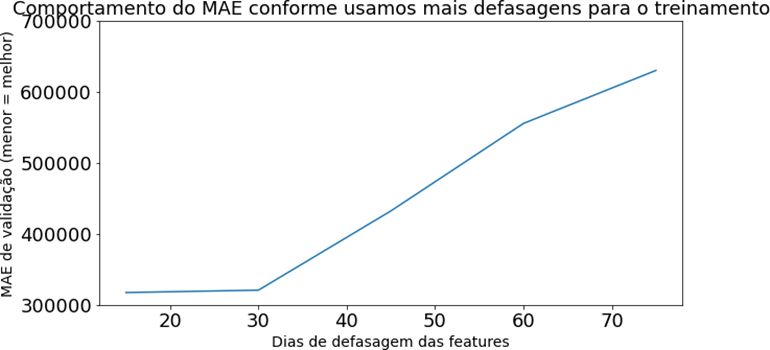 Comportamento do MAE conforme usamos mais defasagens para o treinamento
MAE de validação (menor = melhor)
700000
600000
500000
400000
300000
20 30 40 50 60 70
Dias de defasagem das features